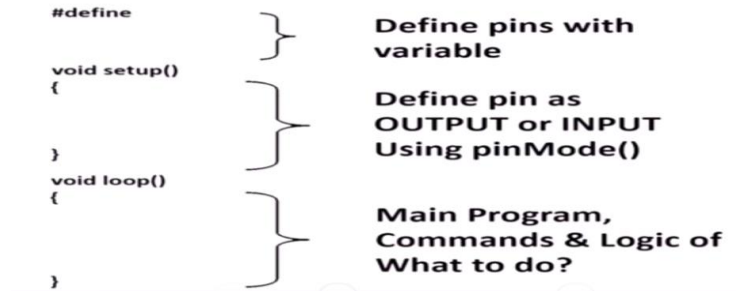 #define
Define pins with
variable
void setup()
{
}
Define pin as
OUTPUT or INPUT
Using pinMode()
void loop()
{
}
Main Program,
Commands & Logic of
What to do?